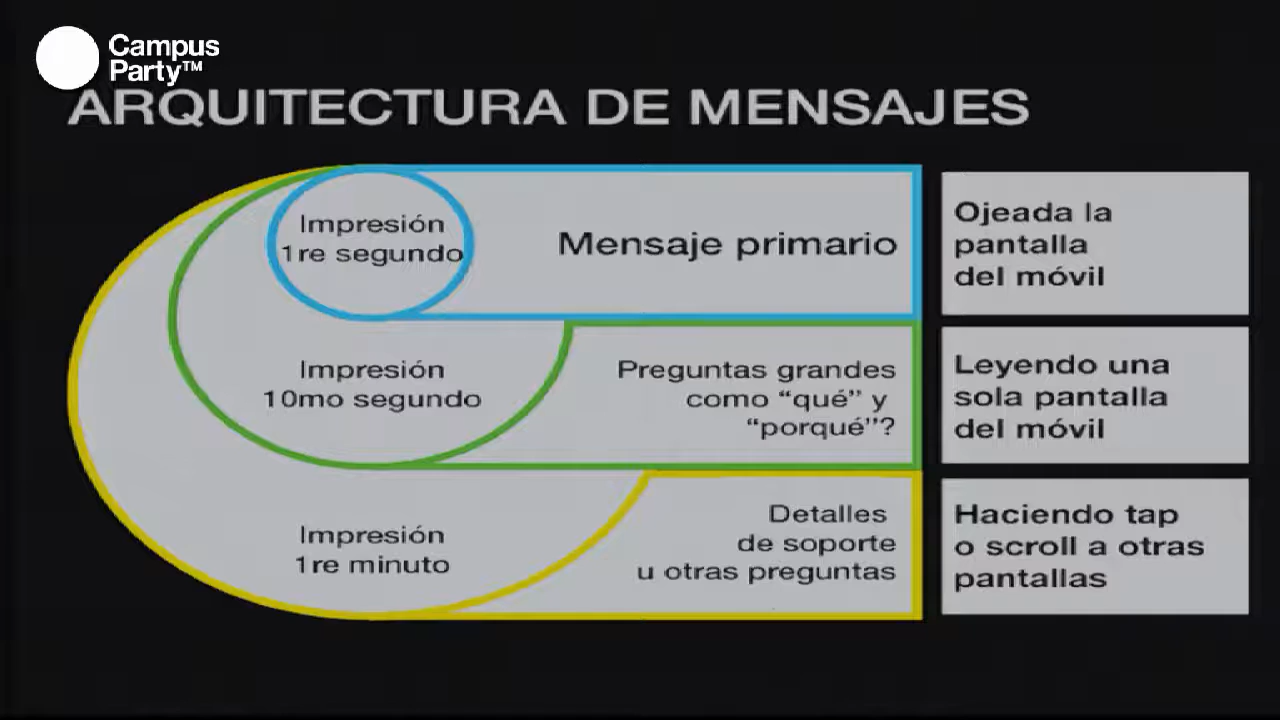 Campus
Party™
ARQUITECTURA DE MENSAJES
Impresión
1re segundo
Mensaje primario
Ojeada la
pantalla
del móvil
Impresión
10mo segundo
Preguntas grandes
como “qué” y
“porqué”?
Leyendo una
sola pantalla
del móvil
Impresión
1re minuto
Detalles
de soporte
u otras preguntas
Haciendo tap
o scroll a otras
pantallas